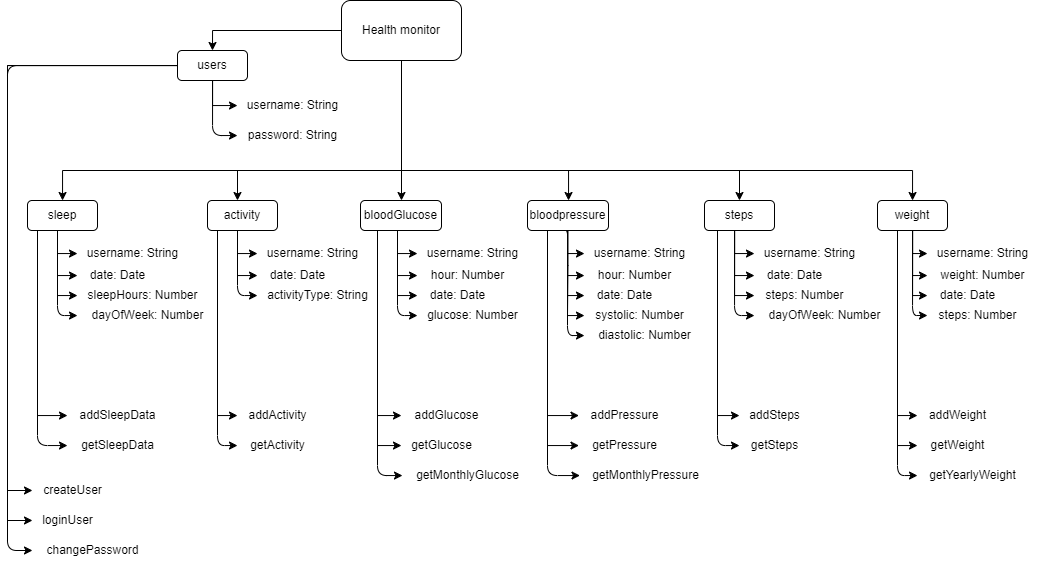 Health monitor
users
username: String
password: String
sleep
activity
bloodGlucose
bloodpressure
steps
weight
username: String
date: Date
sleepHours: Number
dayOfWeek: Number
username: String
date: Date
activityType: String
username: String
hour: Number
date: Date
glucose: Number
username: String
hour: Number
date: Date
systolic: Number
diastolic: Number
username: String
date: Date
steps: Number
dayOfWeek: Number
username: String
weight: Number
date: Date
steps: Number
addSleepData
getSleepData
addActivity
getActivity
addGlucose
getGlucose
getMonthlyGlucose
addPressure
getPressure
getMonthlyPressure
addSteps
getSteps
addWeight
getWeight
getYearlyWeight
createUser
loginUser
changePassword